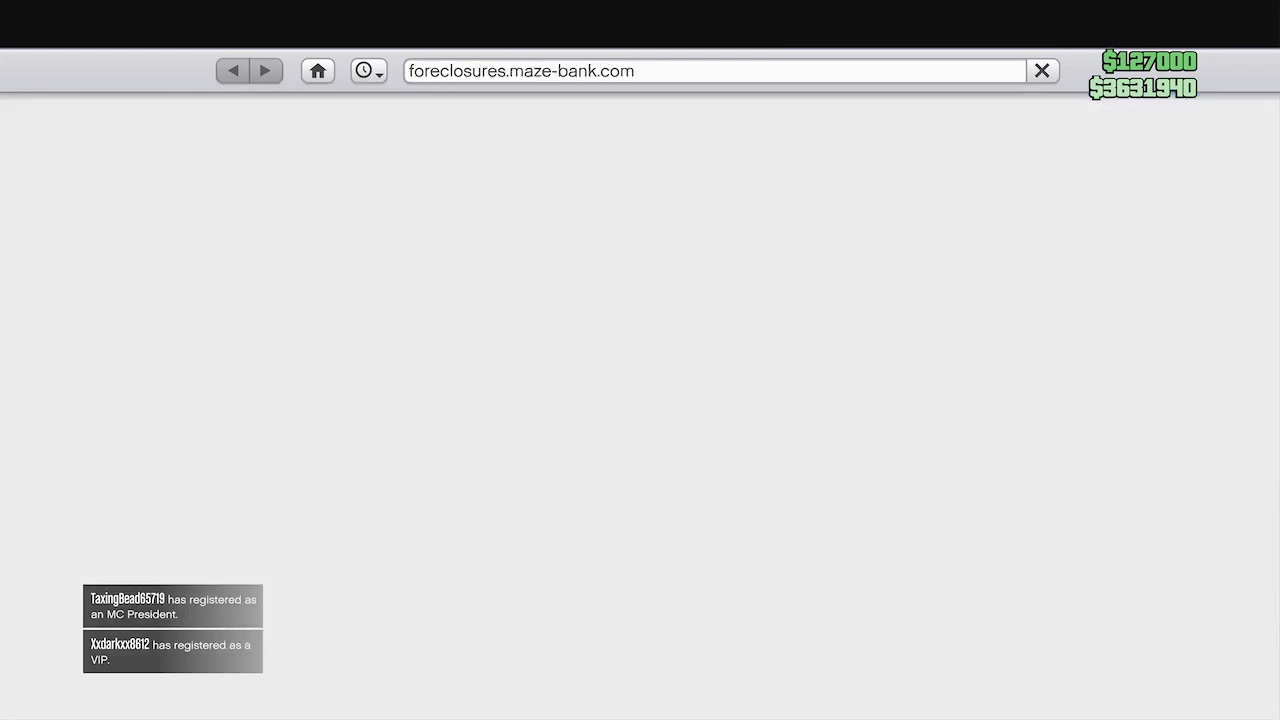 foreclosures.maze-bank.com
$127000
$3631940
TaxingBead65719 has registered as
an MC President.
Xxdarkxx8612 has registered as a
VIP.